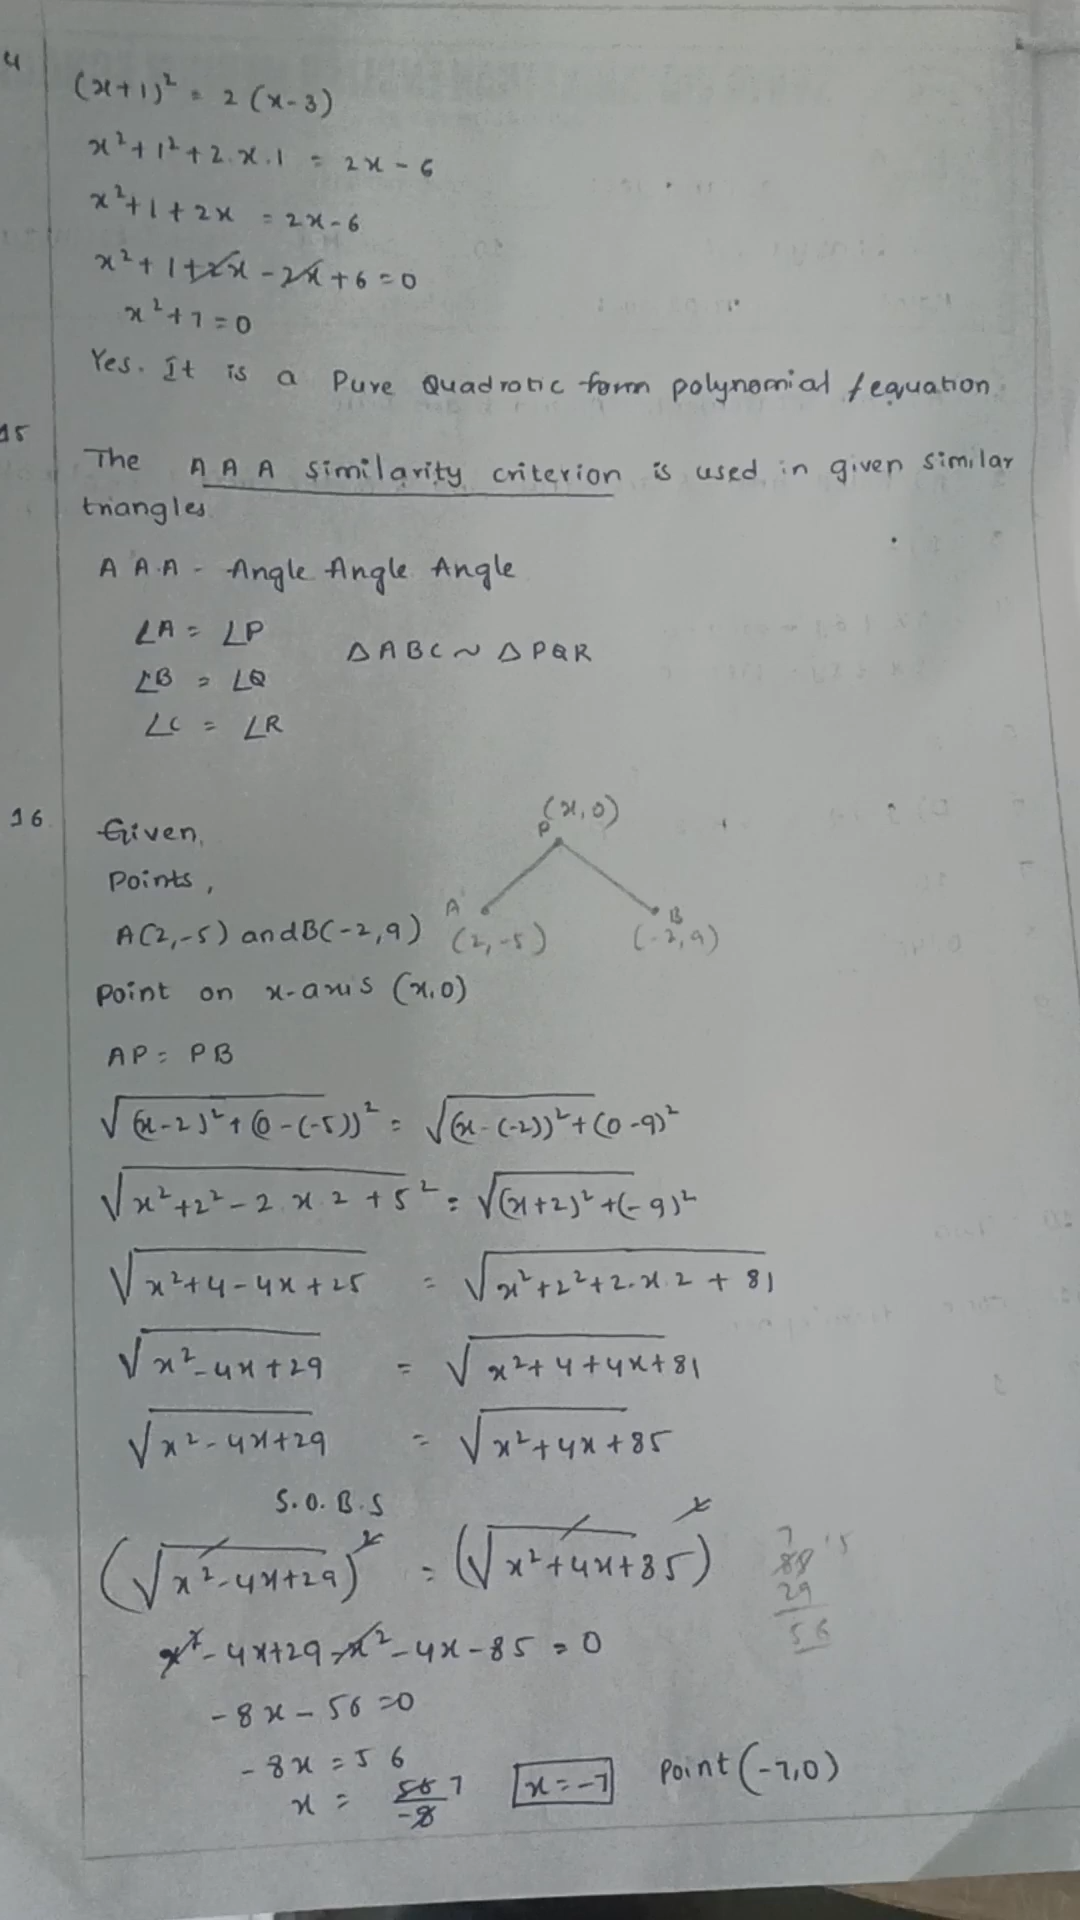 4
(x+1)² = 2(x-3)
x²+1²+2.x.1 = 2x-6
x²+1+2x = 2x-6
x²+1+2x-2x+6=0
x²+7=0
Yes. It is a Pure Quadratic form polynomial / equation.
15
The AAA similarity criterion is used in given similar
triangles.
A A.A - Angle Angle Angle
∠A = ∠P
△ABC ~ △PQR
∠B = ∠Q
∠C = ∠R
16
Given,
(x,0)
P
Points,
A
B
A(2,-5) and B(-2,9)
(2,-5)
(-2,9)
Point on x-axis (x,0)
AP = PB
√(x-2)²+(0-(-5))² = √(x-(-2))²+(0-9)²
√x²+2²-2.x.2+5² = √(x+2)²+(-9)²
√x²+4-4x+25 = √x²+2²+2.x.2+81
√x²-4x+29 = √x²+4+4x+81
√x²-4x+29 = √x²+4x+85
S.O.B.S
(√x²-4x+29)² = (√x²+4x+85)²
x²-4x+29-x²-4x-85=0
29
56
-8x-56=0
-8x=56
x = 56/-8 7
x=-7
Point (-7,0)